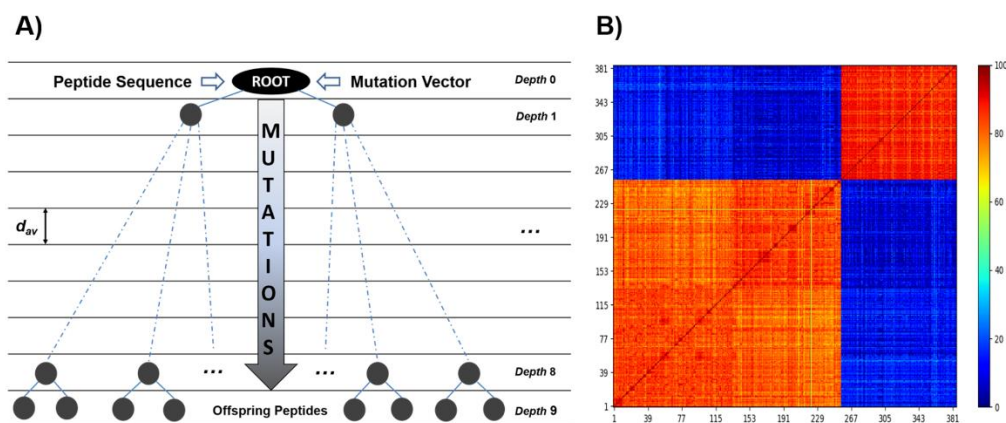 A)
Peptide Sequence
ROOT
Mutation Vector
Depth 0
Depth 1
MUTATIONS
dav
...
... ... Depth 8
Offspring Peptides
Depth 9
B)
381
343
305
267
229
191
153
115
77
39
1
1 39 77 115 153 191 229 267 305 343 381
100
80
60
40
20
0